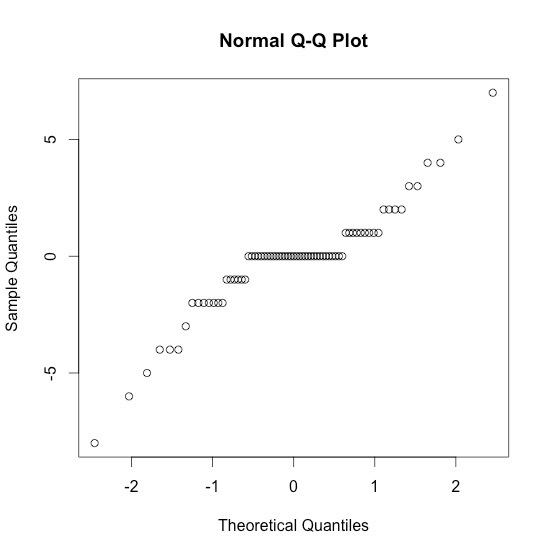 Normal Q-Q Plot
Sample Quantiles
5
0
-5
-2 -1 0 1 2
Theoretical Quantiles